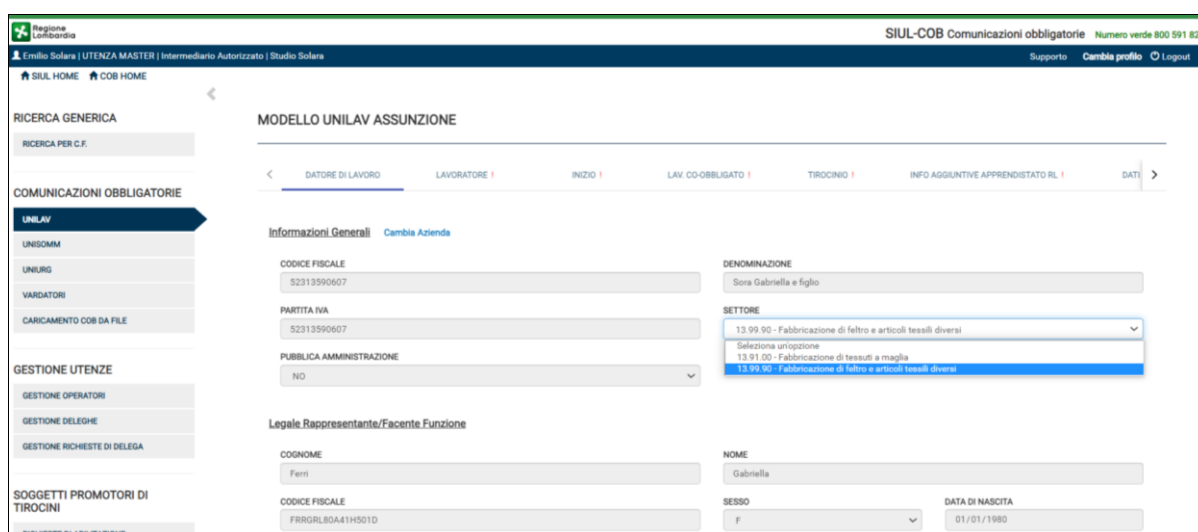 Regione
Lombardia
SIUL-COB Comunicazioni obbligatorie Numero verde 800 591 82
Emilio Solara | UTENZA MASTER | Intermediario Autorizzato | Studio Solara
Supporto Cambia profilo Logout
SIUL HOME COB HOME
RICERCA GENERICA
RICERCA PER C.F.
COMUNICAZIONI OBBLIGATORIE
UNILAV
UNISOMM
UNIURG
VARDATORI
CARICAMENTO COB DA FILE
GESTIONE UTENZE
GESTIONE OPERATORI
GESTIONE DELEGHE
GESTIONE RICHIESTE DI DELEGA
SOGGETTI PROMOTORI DI
TIROCINI
MODELLO UNILAV ASSUNZIONE
DATORE DI LAVORO LAVORATORE ! INIZIO ! LAV. CO-OBBLIGATO ! TIROCINIO ! INFO AGGIUNTIVE APPRENDISTATO RL ! DATI
Informazioni Generali Cambia Azienda
CODICE FISCALE DENOMINAZIONE
52313590607 Sora Gabriella e figlio
PARTITA IVA SETTORE
52313590607 13.99.90 - Fabbricazione di feltro e articoli tessili diversi
Seleziona un'opzione
13.91.00 - Fabbricazione di tessuti a maglia
13.99.90 - Fabbricazione di feltro e articoli tessili diversi
PUBBLICA AMMINISTRAZIONE
NO
Legale Rappresentante/Facente Funzione
COGNOME NOME
Ferri Gabriella
CODICE FISCALE SESSO DATA DI NASCITA
FRRGRL80A41H501D F 01/01/1980